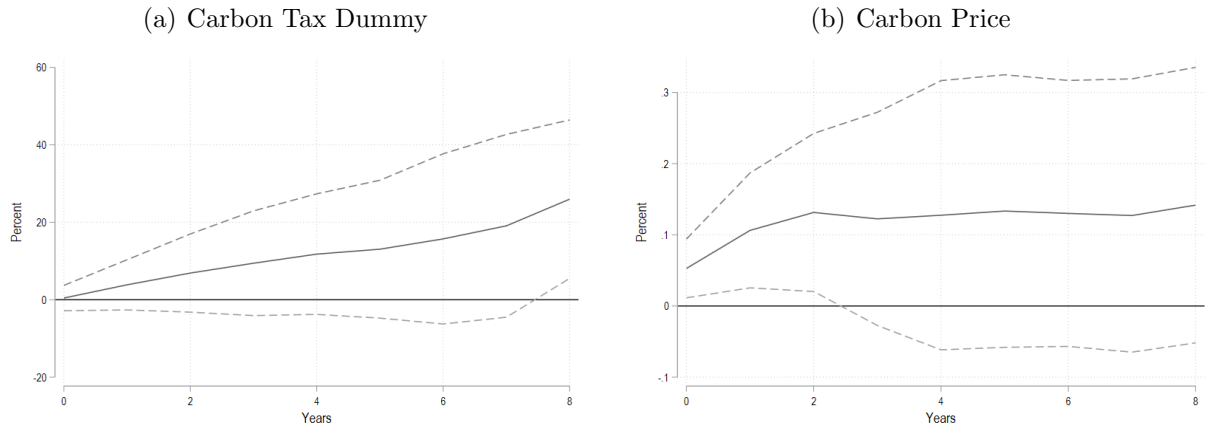 (a) Carbon Tax Dummy
60
40
20
0
-20
Percent
0 2 4 6 8
Years
(b) Carbon Price
.3
.2
.1
0
-.1
Percent
0 2 4 6 8
Years